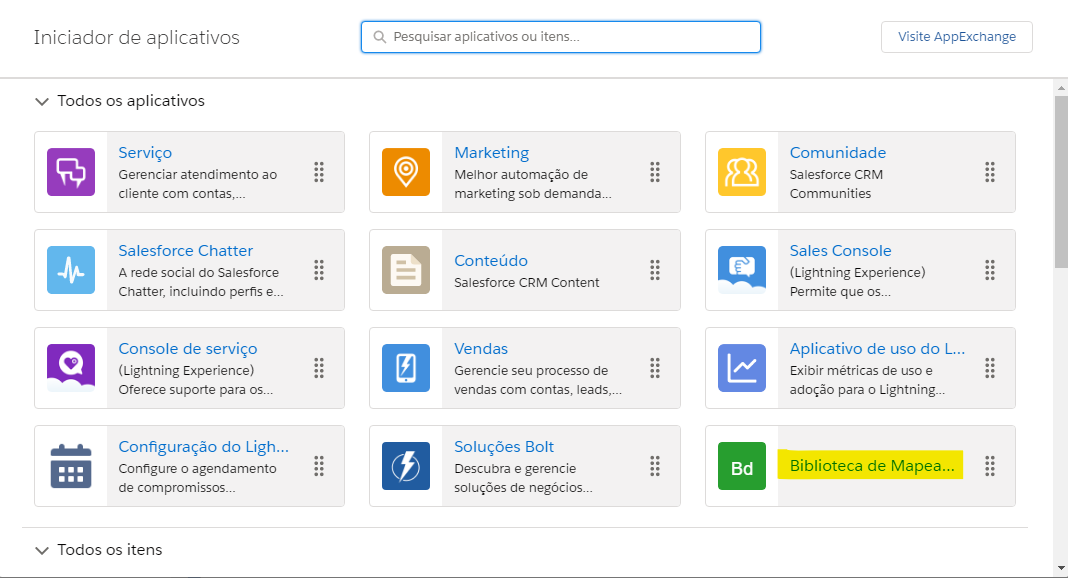 Iniciador de aplicativos
Pesquisar aplicativos ou itens...
Visite AppExchange
Todos os aplicativos
Serviço
Gerenciar atendimento ao
cliente com contas,...
Marketing
Melhor automação de
marketing sob demanda...
Comunidade
Salesforce CRM
Communities
Salesforce Chatter
A rede social do Salesforce
Chatter, incluindo perfis e...
Conteúdo
Salesforce CRM Content
Sales Console
(Lightning Experience)
Permite que os...
Console de serviço
(Lightning Experience)
Oferece suporte para os...
Vendas
Gerencie seu processo de
vendas com contas, leads,...
Aplicativo de uso do L...
Exibir métricas de uso e
adoção para o Lightning...
Configuração do Ligh...
Configure o agendamento
de compromissos...
Soluções Bolt
Descubra e gerencie
soluções de negócios...
Bd
Biblioteca de Mapea...
Todos os itens